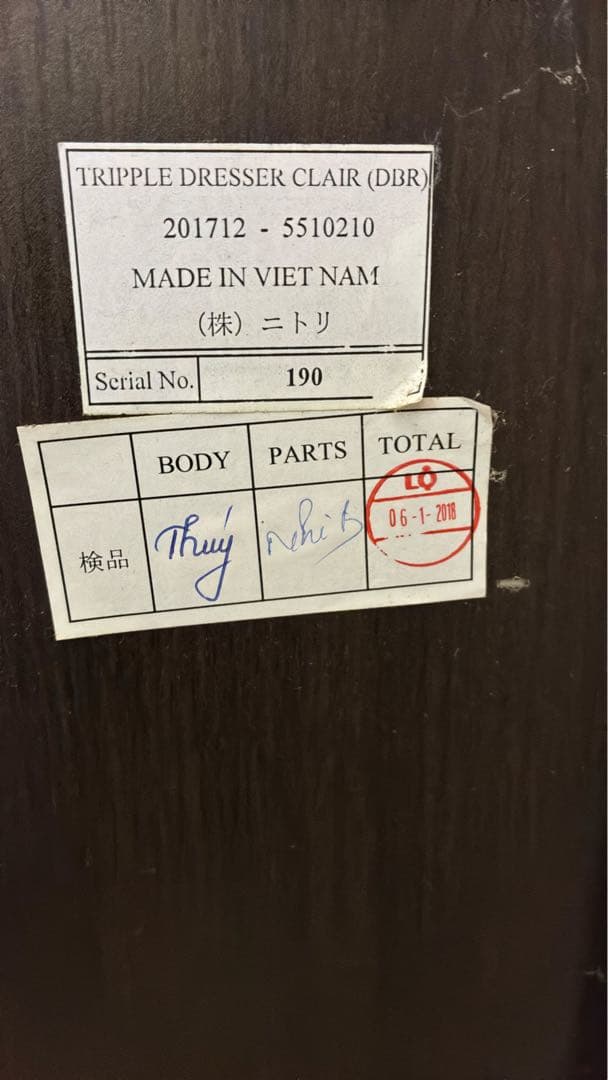 TRIPPLE DRESSER CLAIR (DBR)
201712 - 5510210
MADE IN VIET NAM
(株) ニトリ
Serial No. 190
BODY PARTS TOTAL
検品 Thuý
LỘ
06-1-2018